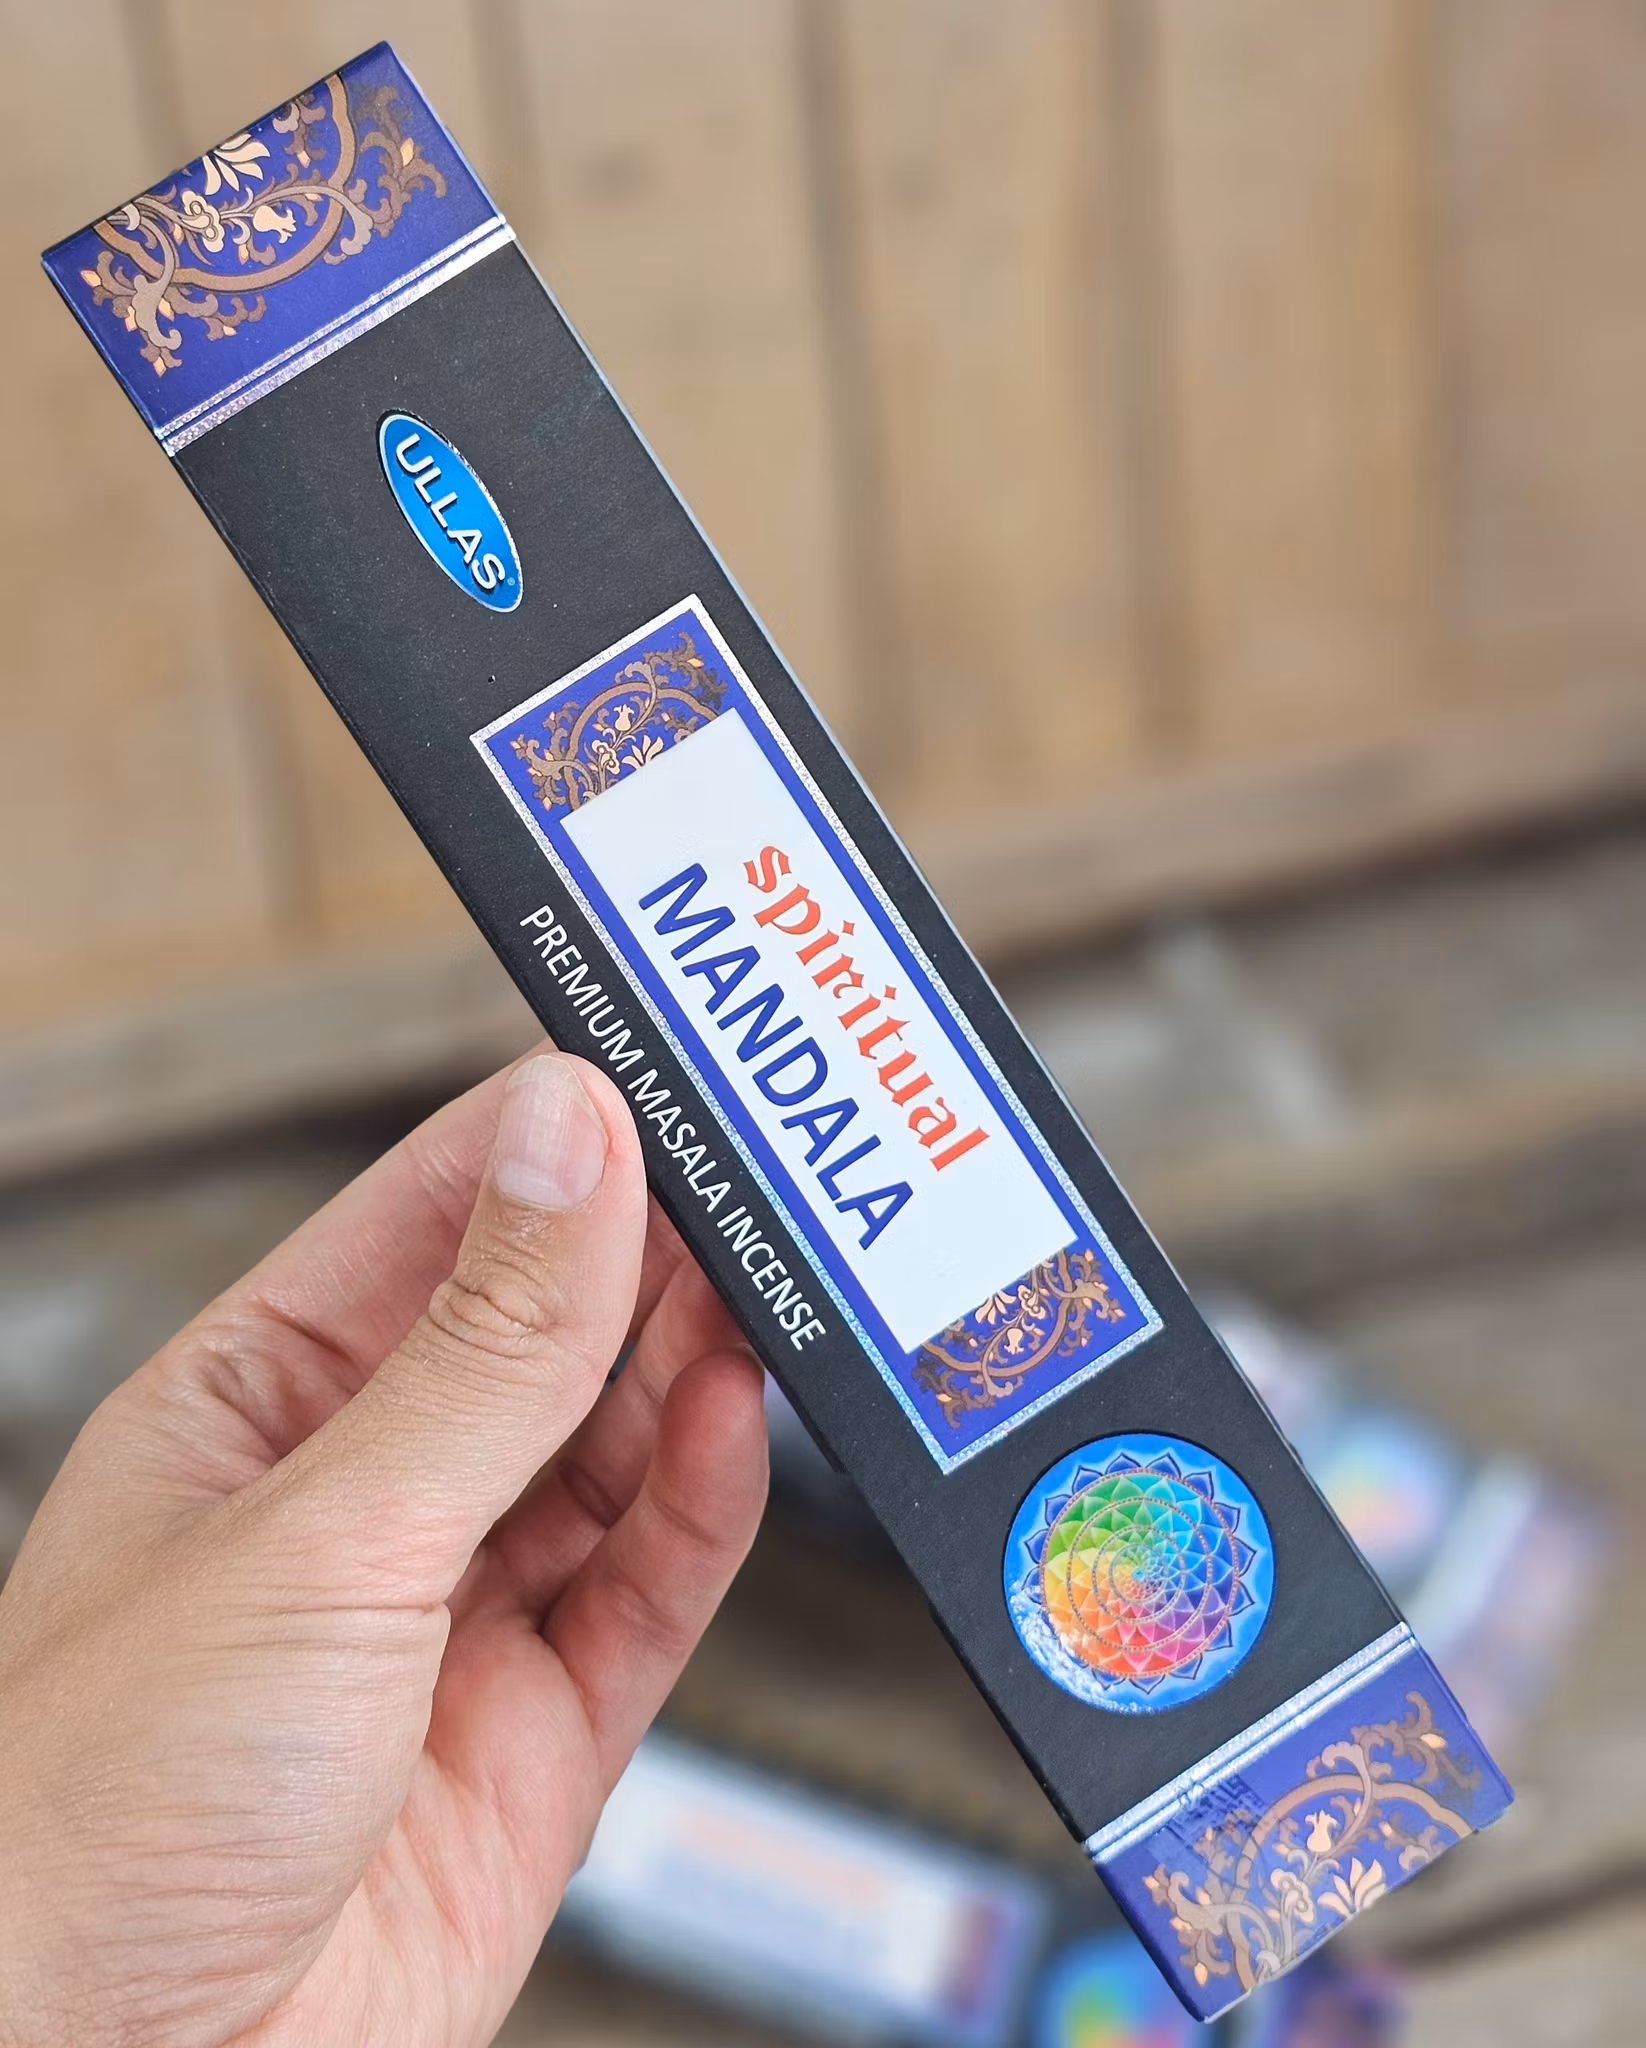 ULLAS®
spiritual
MANDALA
PREMIUM MASALA INCENSE